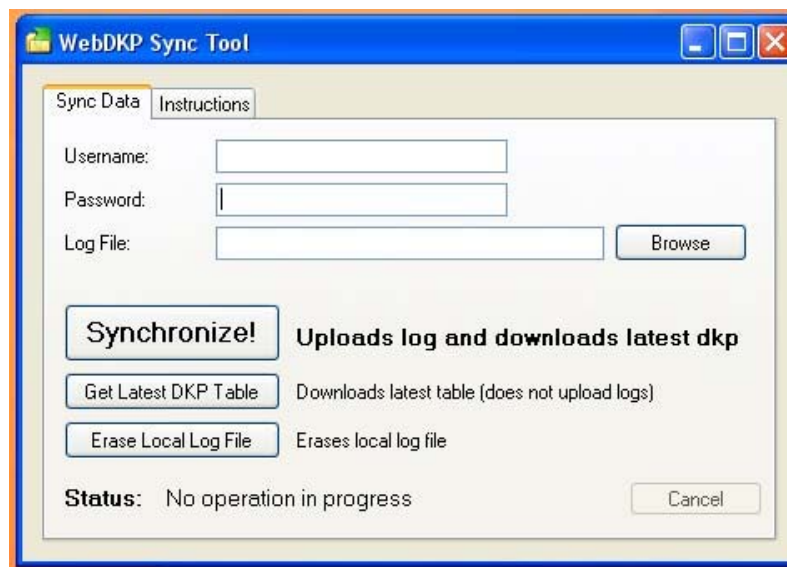 WebDKP Sync Tool
Sync Data Instructions
Username:
Password:
Log File: Browse
Synchronize! Uploads log and downloads latest dkp
Get Latest DKP Table Downloads latest table (does not upload logs)
Erase Local Log File Erases local log file
Status: No operation in progress Cancel